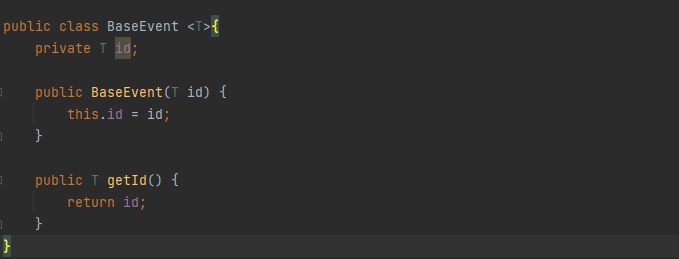 public class BaseEvent <T>{
    private T id;

    public BaseEvent(T id) {
        this.id = id;
    }

    public T getId() {
        return id;
    }
}